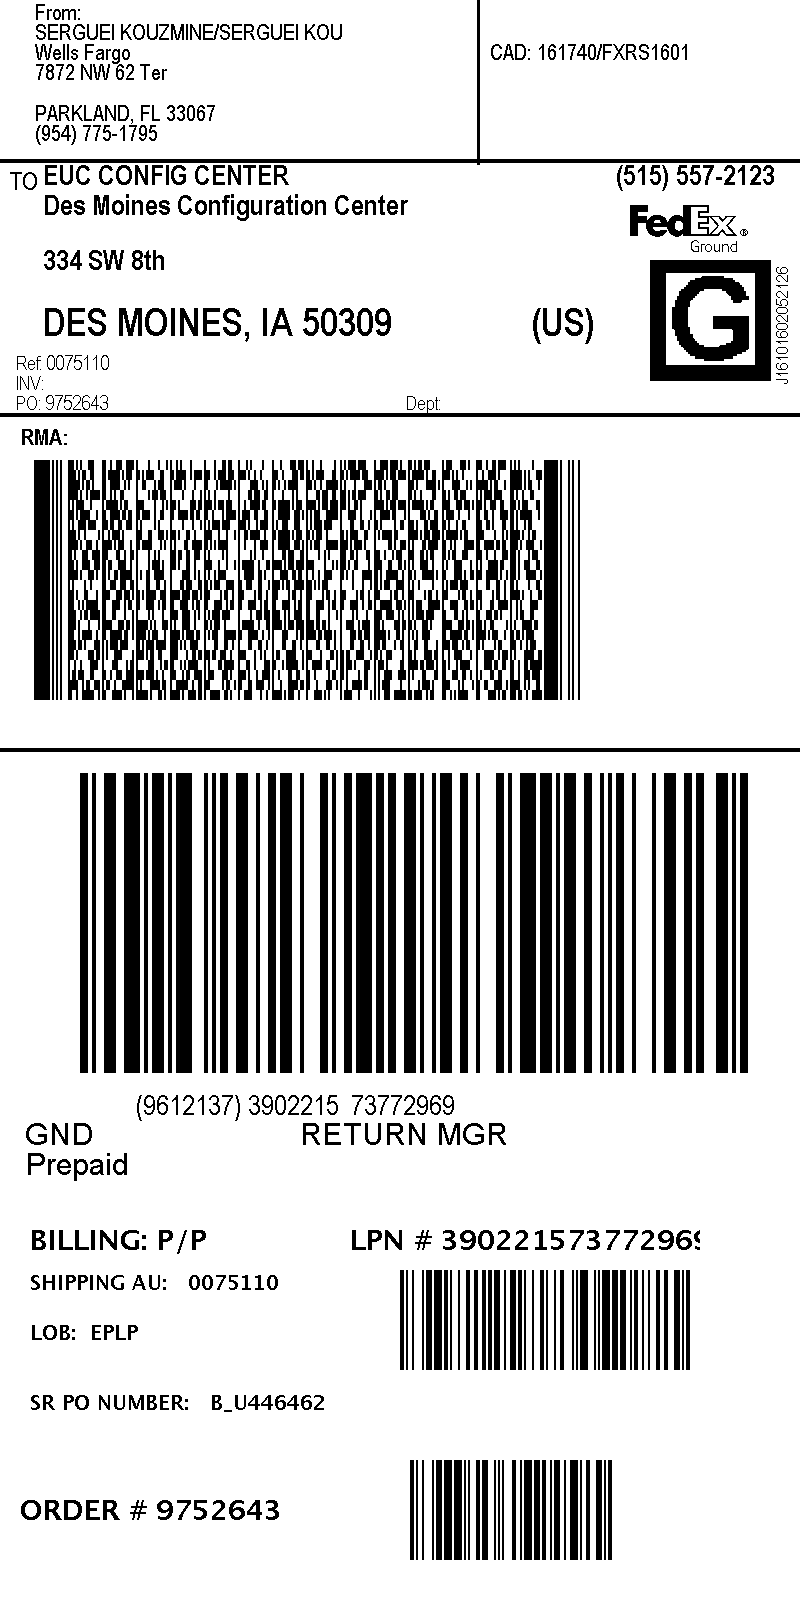 From:
SERGUEI KOUZMINE/SERGUEI KOU
Wells Fargo
7872 NW 62 Ter
PARKLAND, FL 33067
(954) 775-1795
CAD: 161740/FXRS1601
TO EUC CONFIG CENTER (515) 557-2123
Des Moines Configuration Center
334 SW 8th
DES MOINES, IA 50309 (US)
FedEx®
Ground
G
J16101602052126
Ref: 0075110
INV:
PO: 9752643 Dept:
RMA:
(9612137) 3902215 73772969
GND RETURN MGR
Prepaid
BILLING: P/P LPN # 390221573772969
SHIPPING AU: 0075110
LOB: EPLP
SR PO NUMBER: B_U446462
ORDER # 9752643